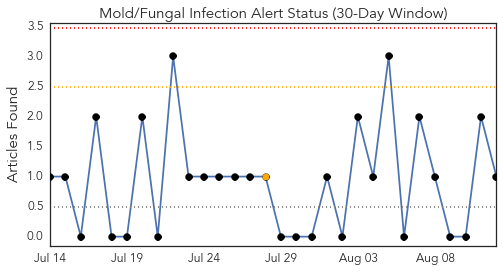 Mold/Fungal Infection Alert Status (30-Day Window)
Articles Found
3.5
3.0
2.5
2.0
1.5
1.0
0.5
0.0
Jul 14
Jul 19
Jul 24
Jul 29
Aug 03
Aug 08